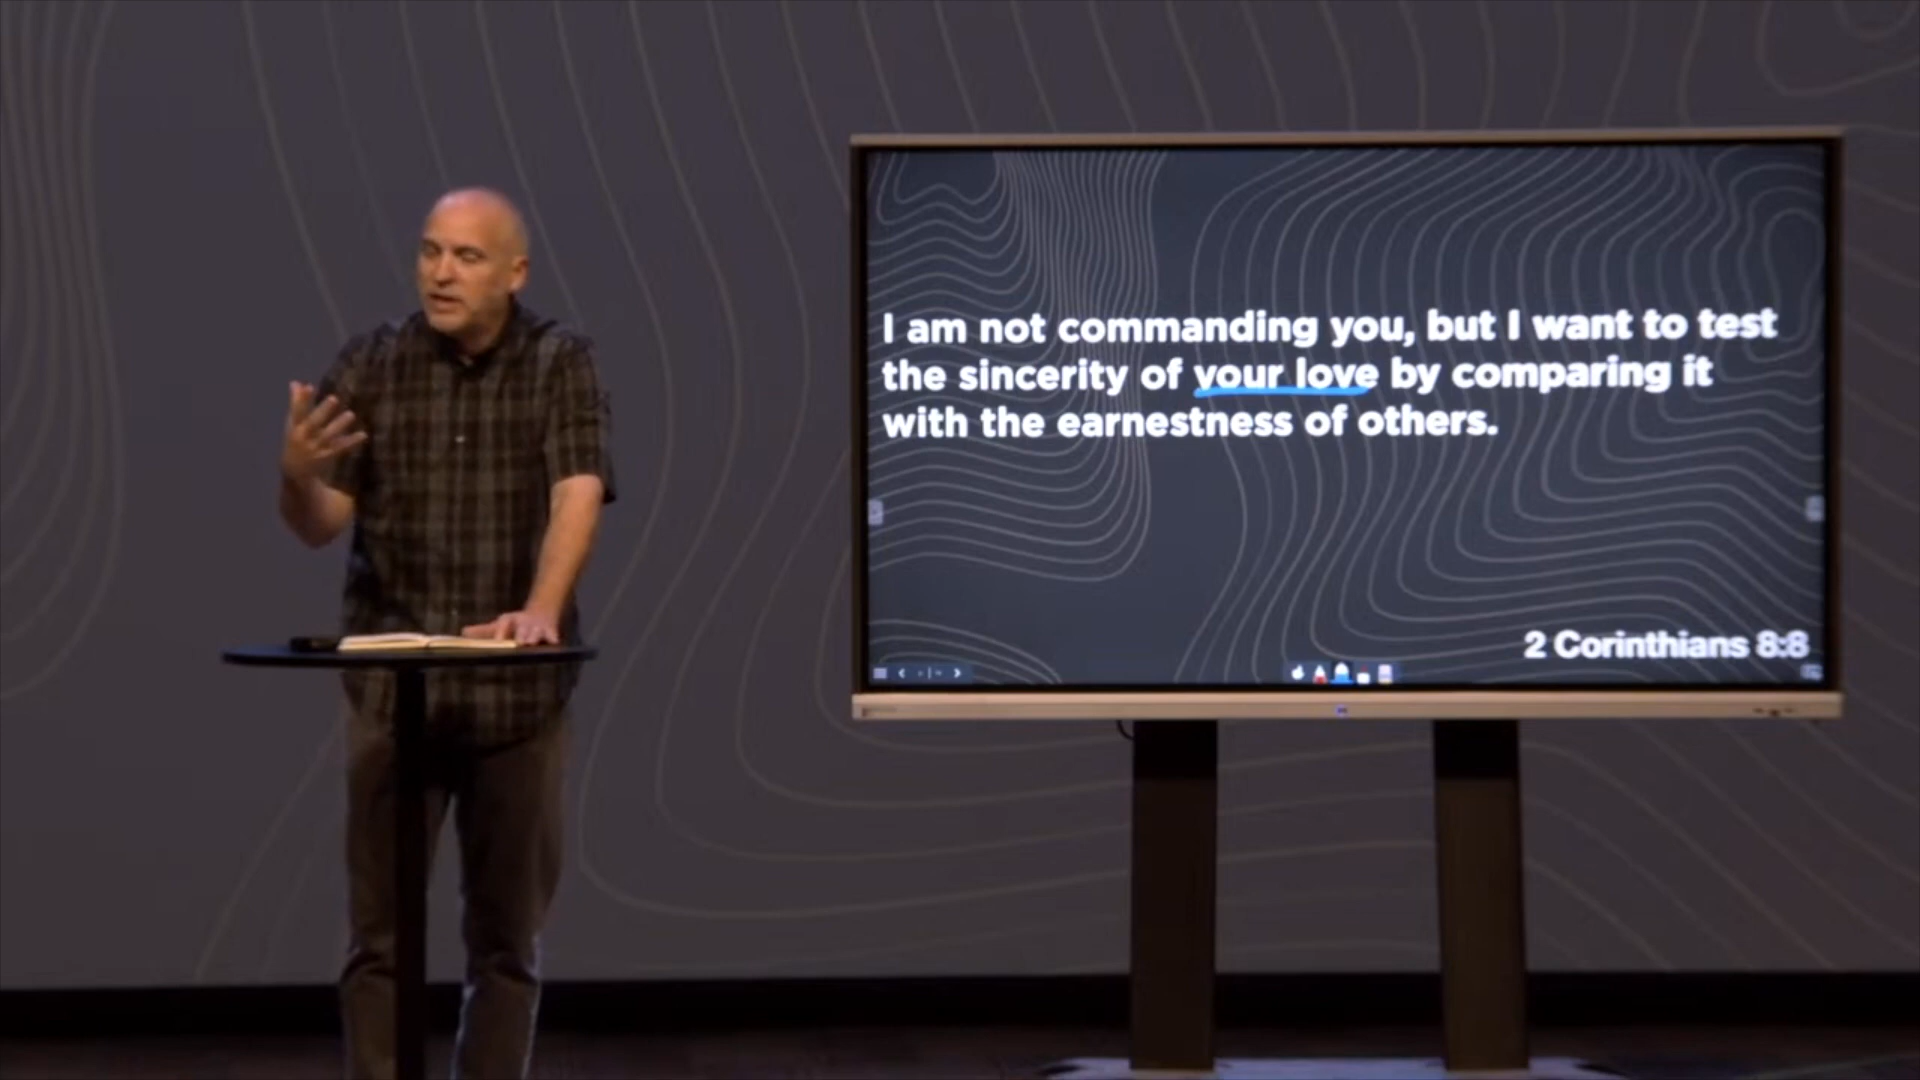 I am not commanding you, but I want to test
the sincerity of your love by comparing it
with the earnestness of others.
2 Corinthians 8:8